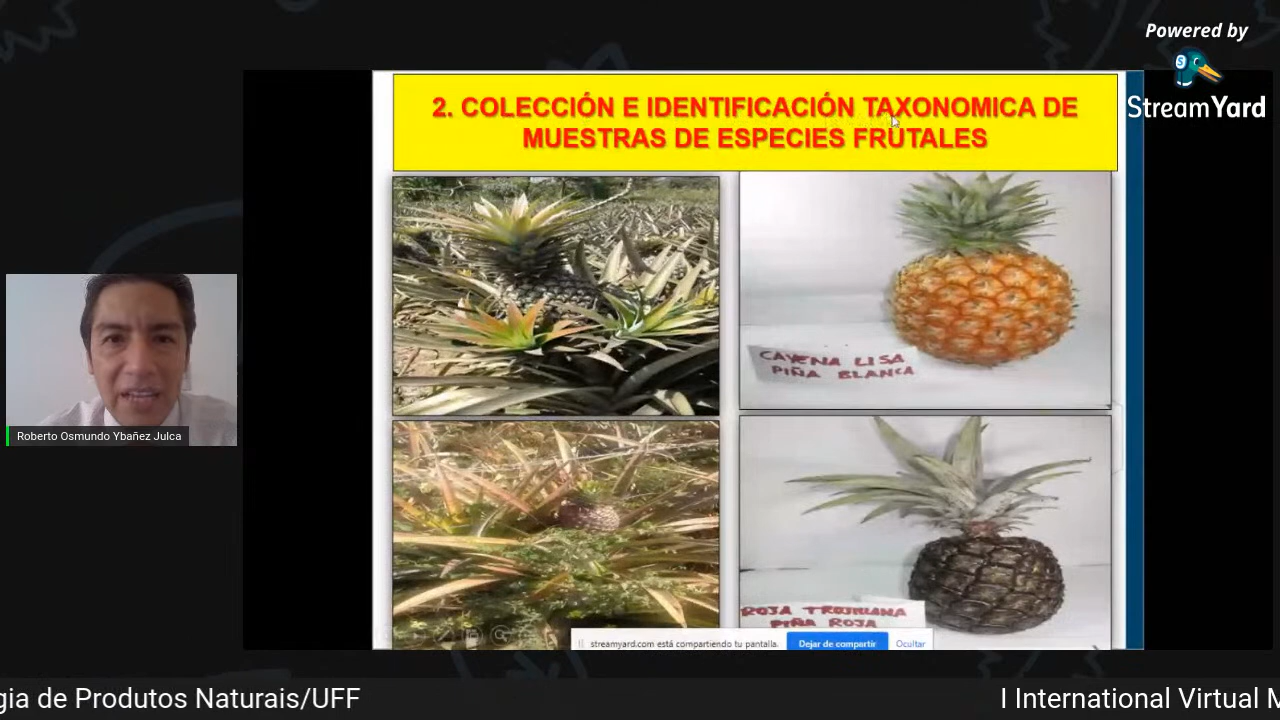 Powered by
StreamYard
2. COLECCIÓN E IDENTIFICACIÓN TAXONOMICA DE
MUESTRAS DE ESPECIES FRUTALES
CAYENA LISA
PIÑA BLANCA
Roberto Osmundo Ybañez Julca
ROJA TRUJILLANA
PIÑA ROJA
streamyard.com está compartiendo tu pantalla.
Dejar de compartir
Ocultar
gia de Produtos Naturais/UFF
I International Virtual M